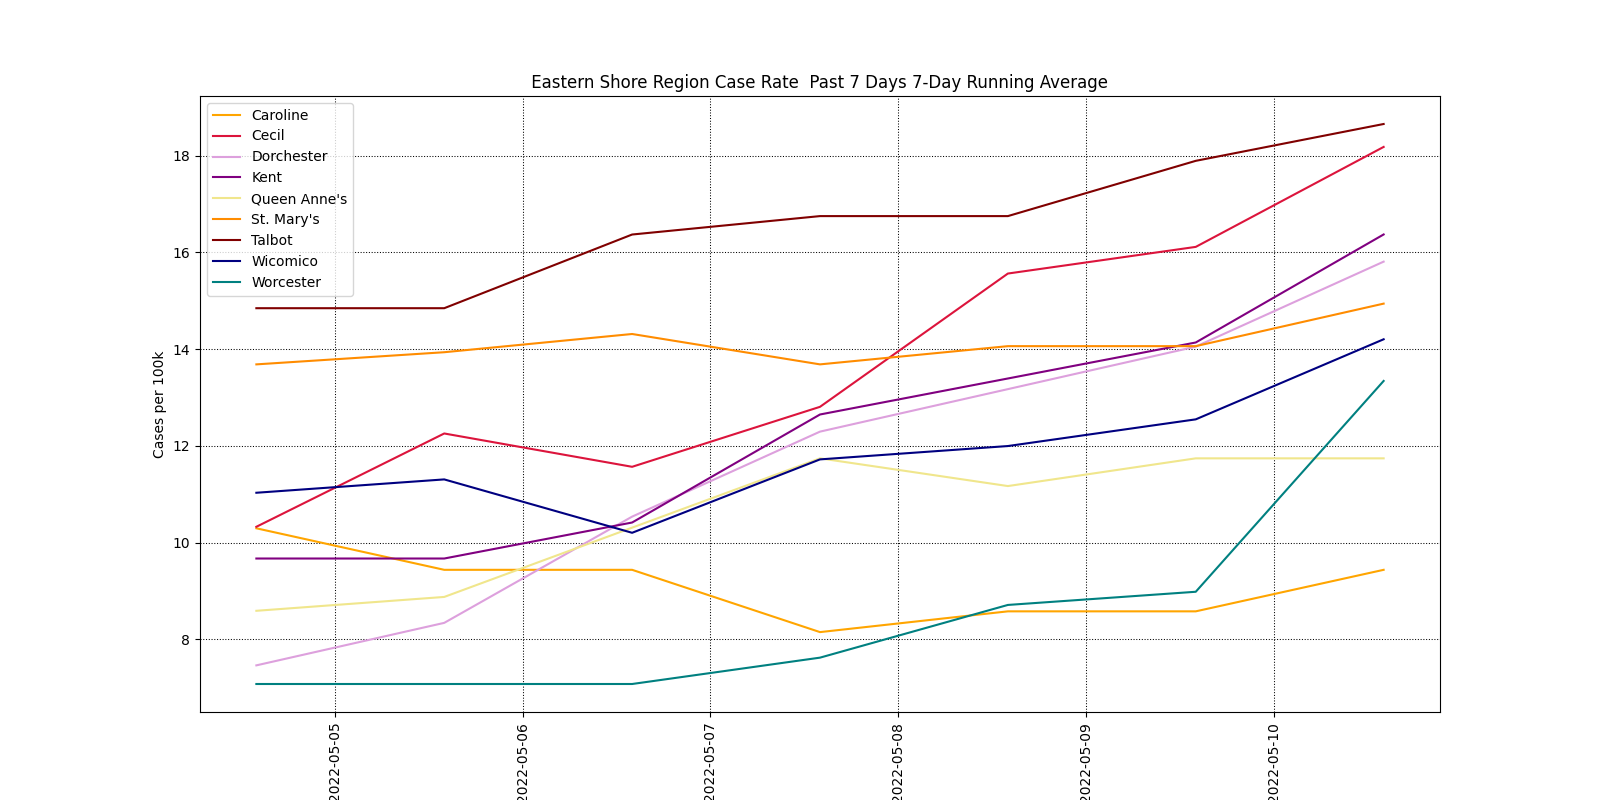 Eastern Shore Region Case Rate  Past 7 Days 7-Day Running Average
Caroline
Cecil
Dorchester
Kent
Queen Anne's
St. Mary's
Talbot
Wicomico
Worcester
Cases per 100k
18
16
14
12
10
8
2022-05-05
2022-05-06
2022-05-07
2022-05-08
2022-05-09
2022-05-10